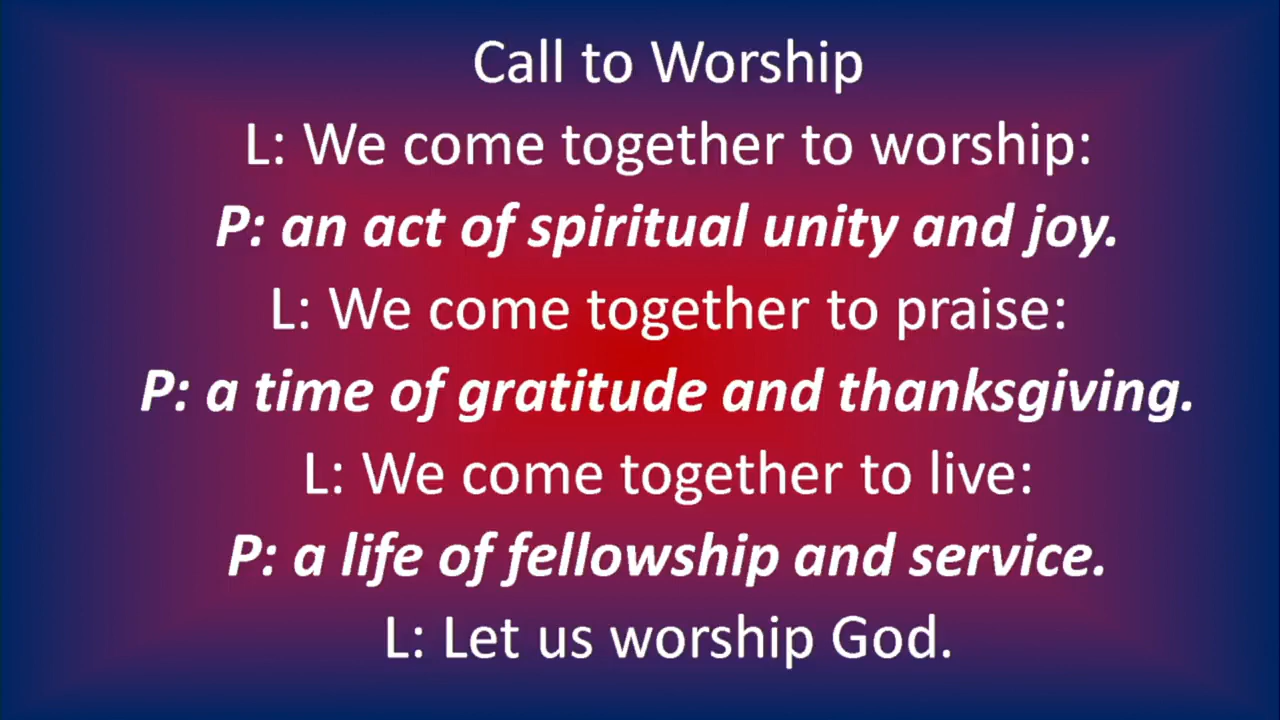 Call to Worship
L: We come together to worship:
P: an act of spiritual unity and joy.
L: We come together to praise:
P: a time of gratitude and thanksgiving.
L: We come together to live:
P: a life of fellowship and service.
L: Let us worship God.